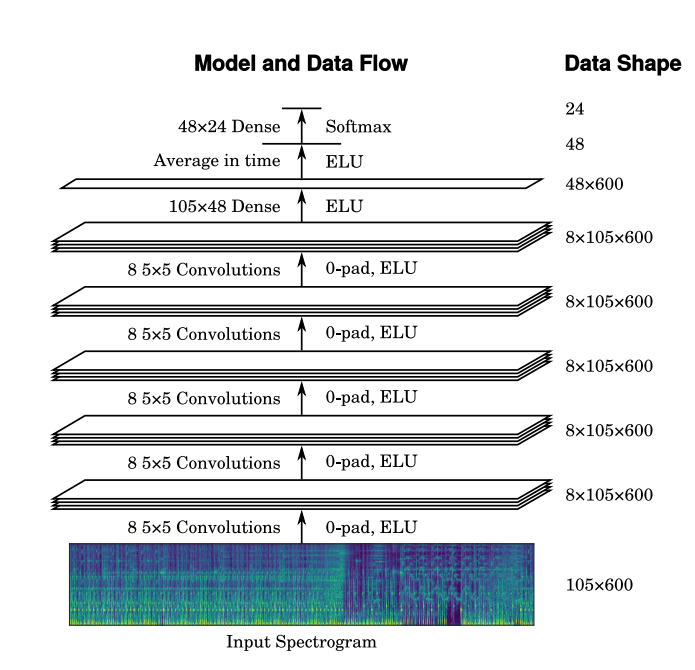 Model and Data Flow Data Shape
24
48×24 Dense Softmax
48
Average in time ELU
48×600
105×48 Dense ELU
8×105×600
8 5×5 Convolutions 0-pad, ELU
8×105×600
8 5×5 Convolutions 0-pad, ELU
8×105×600
8 5×5 Convolutions 0-pad, ELU
8×105×600
8 5×5 Convolutions 0-pad, ELU
8×105×600
8 5×5 Convolutions 0-pad, ELU
105×600
Input Spectrogram